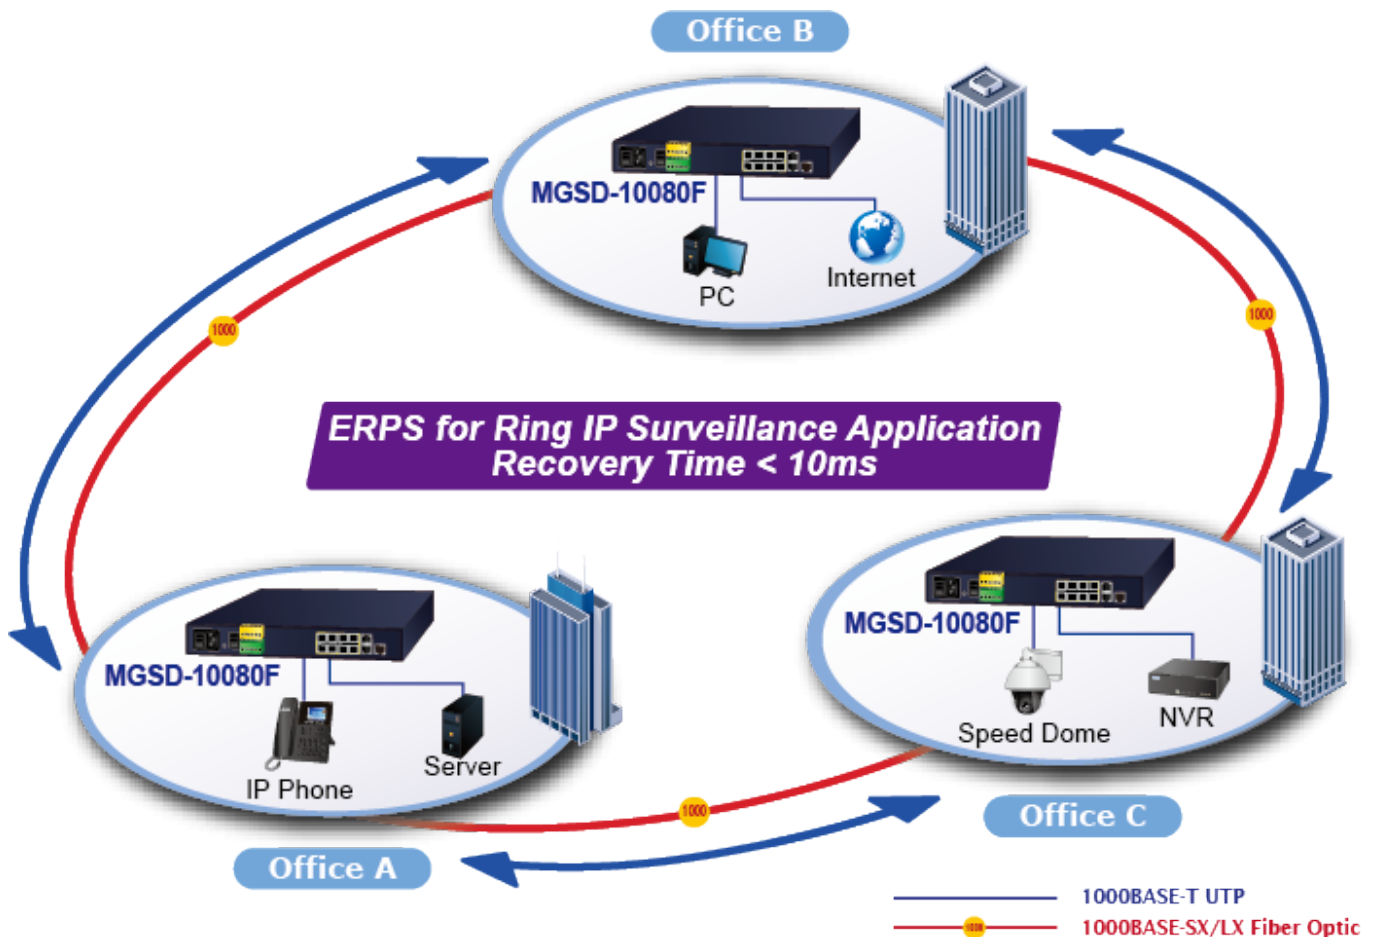 Office B
MGSD-10080F
PC
Internet
1000
1000
ERPS for Ring IP Surveillance Application
Recovery Time < 10ms
MGSD-10080F
IP Phone
Server
MGSD-10080F
Speed Dome
NVR
1000
Office A
Office C
1000BASE-T UTP
1000
1000BASE-SX/LX Fiber Optic